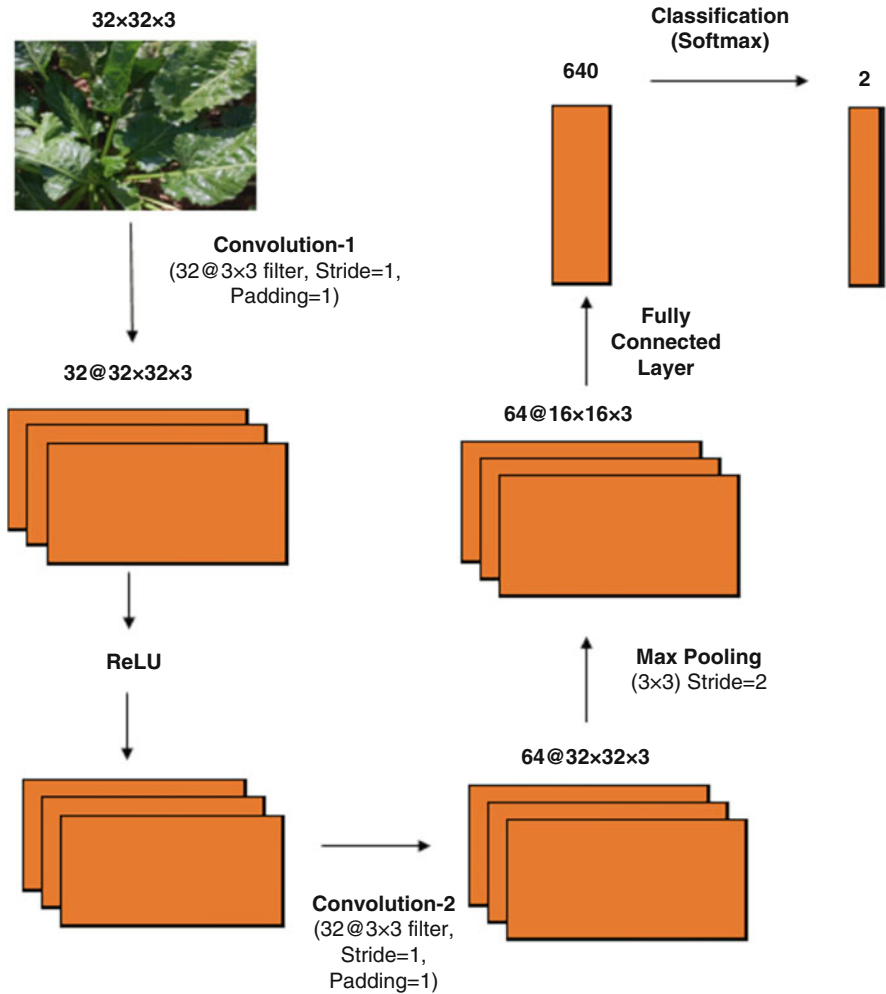 32×32×3
Convolution-1
(32@3×3 filter, Stride=1,
Padding=1)
32@32×32×3
ReLU
Convolution-2
(32@3×3 filter,
Stride=1,
Padding=1)
64@32×32×3
Max Pooling
(3×3) Stride=2
64@16×16×3
Fully
Connected
Layer
640
Classification
(Softmax)
2